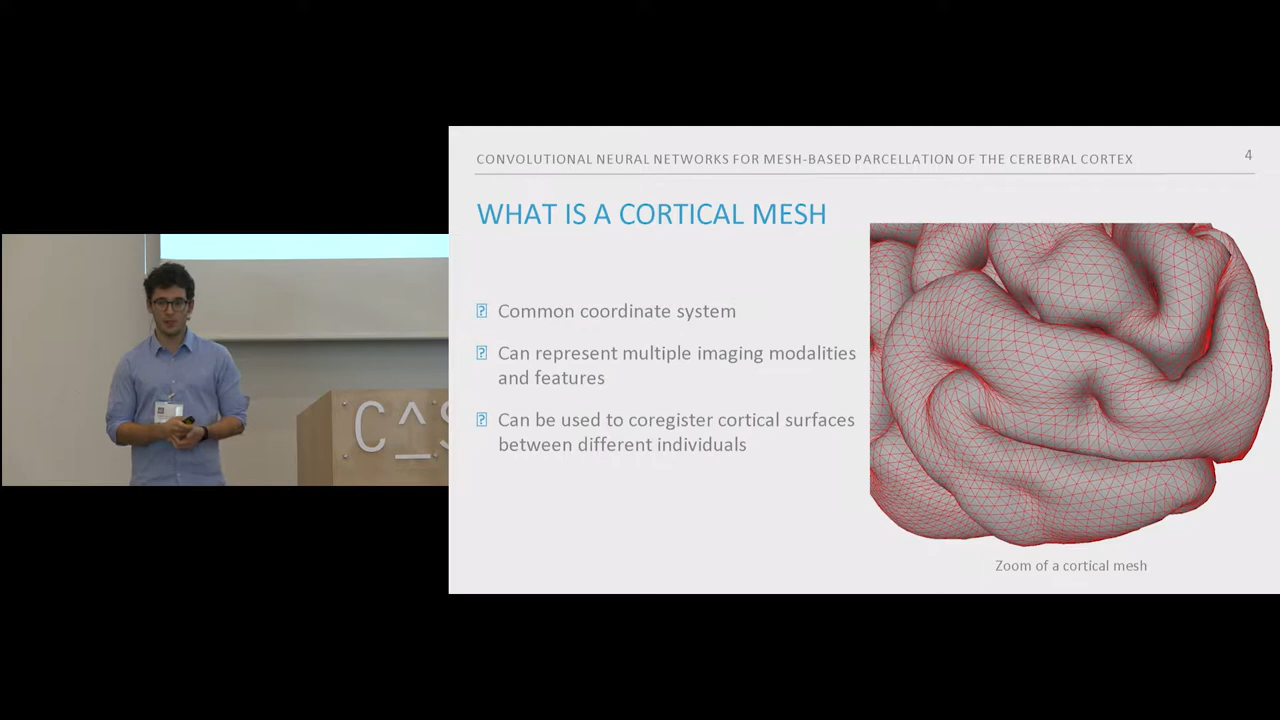 CONVOLUTIONAL NEURAL NETWORKS FOR MESH-BASED PARCELLATION OF THE CEREBRAL CORTEX
4
WHAT IS A CORTICAL MESH
Common coordinate system
Can represent multiple imaging modalities
and features
Can be used to coregister cortical surfaces
between different individuals
Zoom of a cortical mesh
C^S